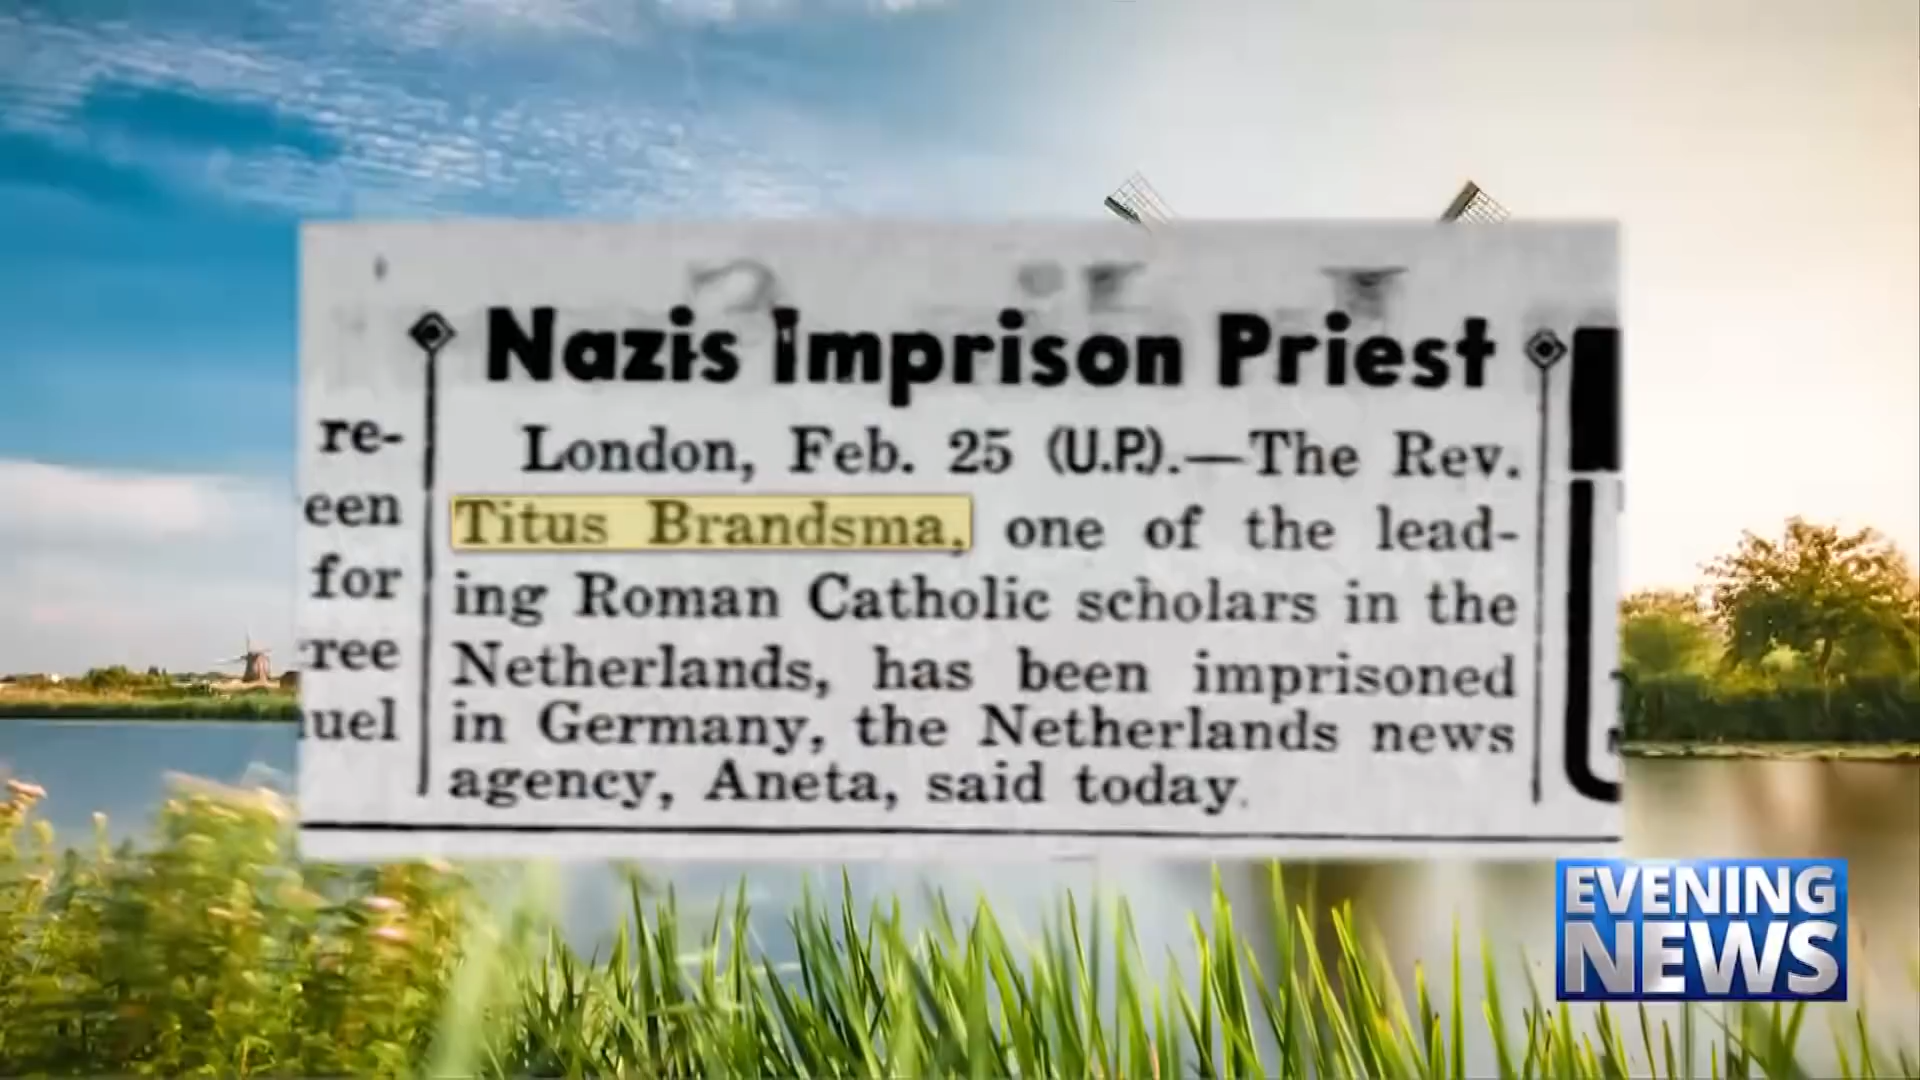 Nazis Imprison Priest
London, Feb. 25 (U.P.).—The Rev.
Titus Brandsma, one of the lead-
ing Roman Catholic scholars in the
Netherlands, has been imprisoned
in Germany, the Netherlands news
agency, Aneta, said today.
re-
een
for
ree
uel
EVENING
NEWS